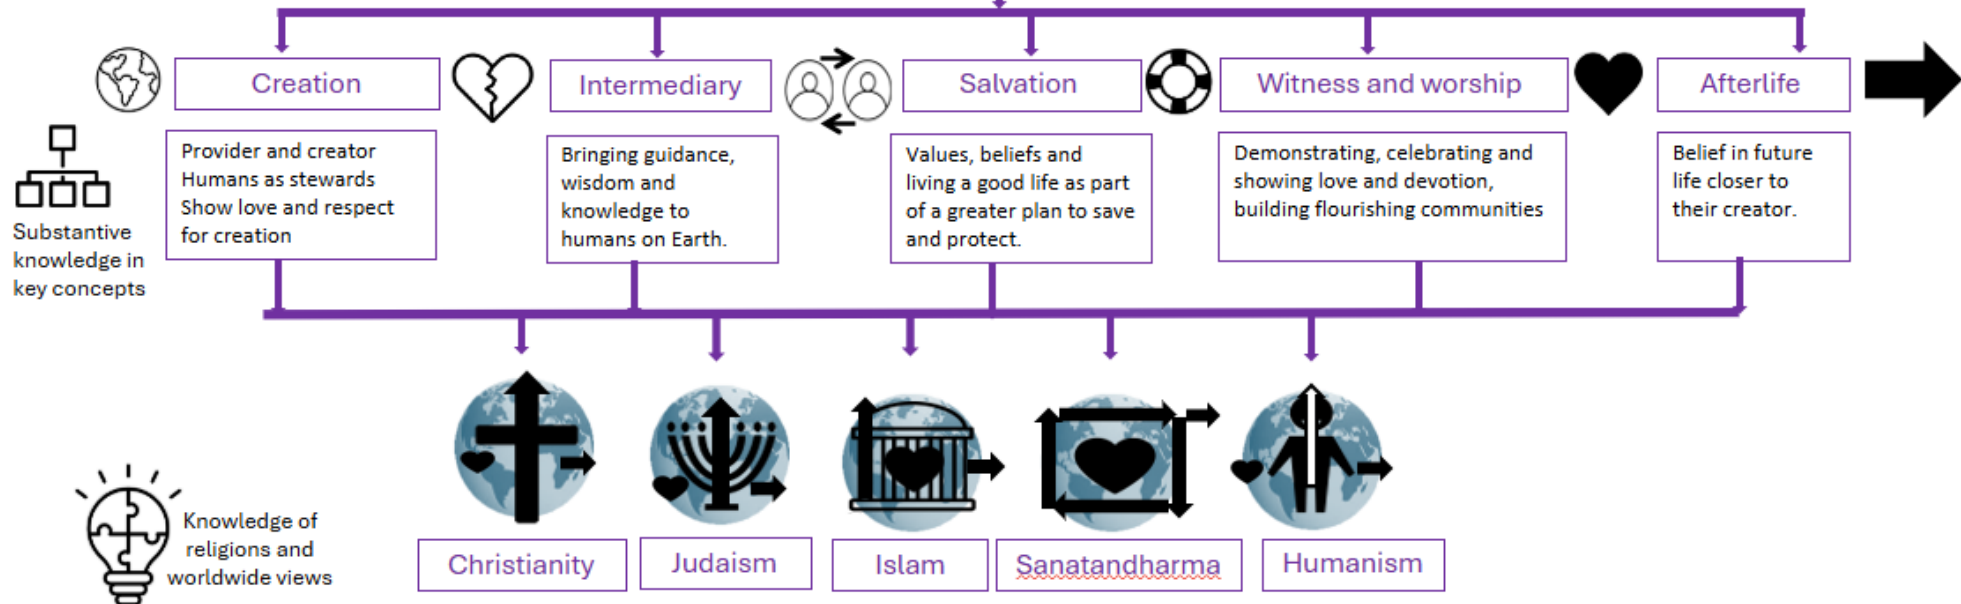 Creation
Intermediary
Salvation
Witness and worship
Afterlife
Provider and creator
Humans as stewards
Show love and respect
for creation
Bringing guidance,
wisdom and
knowledge to
humans on Earth.
Values, beliefs and
living a good life as part
of a greater plan to save
and protect.
Demonstrating, celebrating and
showing love and devotion,
building flourishing communities
Belief in future
life closer to
their creator.
Substantive
knowledge in
key concepts
Knowledge of
religions and
worldwide views
Christianity
Judaism
Islam
Sanatandharma
Humanism